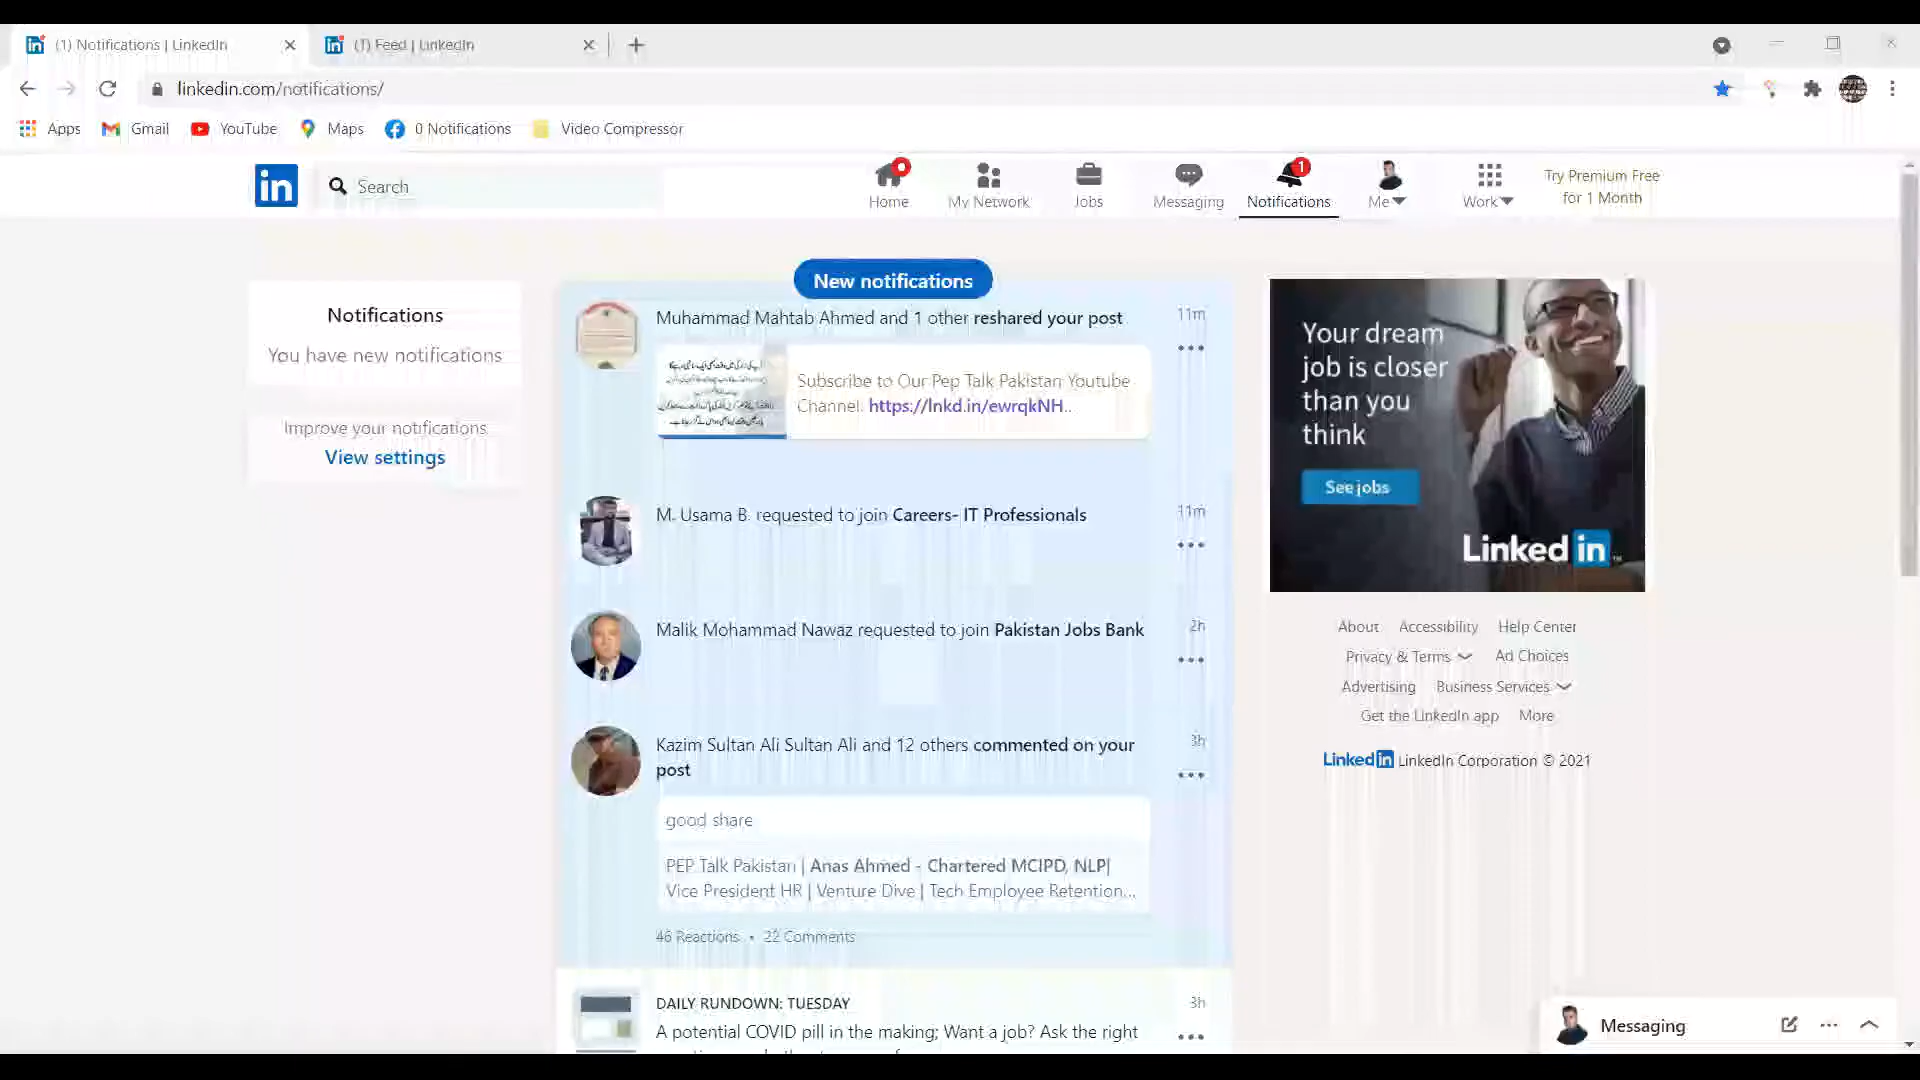 (1) Notifications | LinkedIn
(1) Feed | LinkedIn
linkedin.com/notifications/
Apps
Gmail
YouTube
Maps
0 Notifications
Video Compressor
in
Search
Home
My Network
Jobs
Messaging
1
Notifications
Me
Work
Try Premium Free
for 1 Month
Notifications
You have new notifications
Improve your notifications
View settings
New notifications
Muhammad Mahtab Ahmed and 1 other reshared your post
11m
Subscribe to Our Pep Talk Pakistan Youtube
Channel: https://lnkd.in/ewrqkNH..
M. Usama B. requested to join Careers- IT Professionals
11m
Malik Mohammad Nawaz requested to join Pakistan Jobs Bank
2h
Kazim Sultan Ali Sultan Ali and 12 others commented on your
post
3h
good share
PEP Talk Pakistan | Anas Ahmed - Chartered MCIPD, NLP|
Vice President HR | Venture Dive | Tech Employee Retention...
46 Reactions • 22 Comments
DAILY RUNDOWN: TUESDAY
3h
A potential COVID pill in the making; Want a job? Ask the right
Your dream
job is closer
than you
think
See jobs
Linked in
About
Accessibility
Help Center
Privacy & Terms
Ad Choices
Advertising
Business Services
Get the LinkedIn app
More
Linked in LinkedIn Corporation © 2021
Messaging